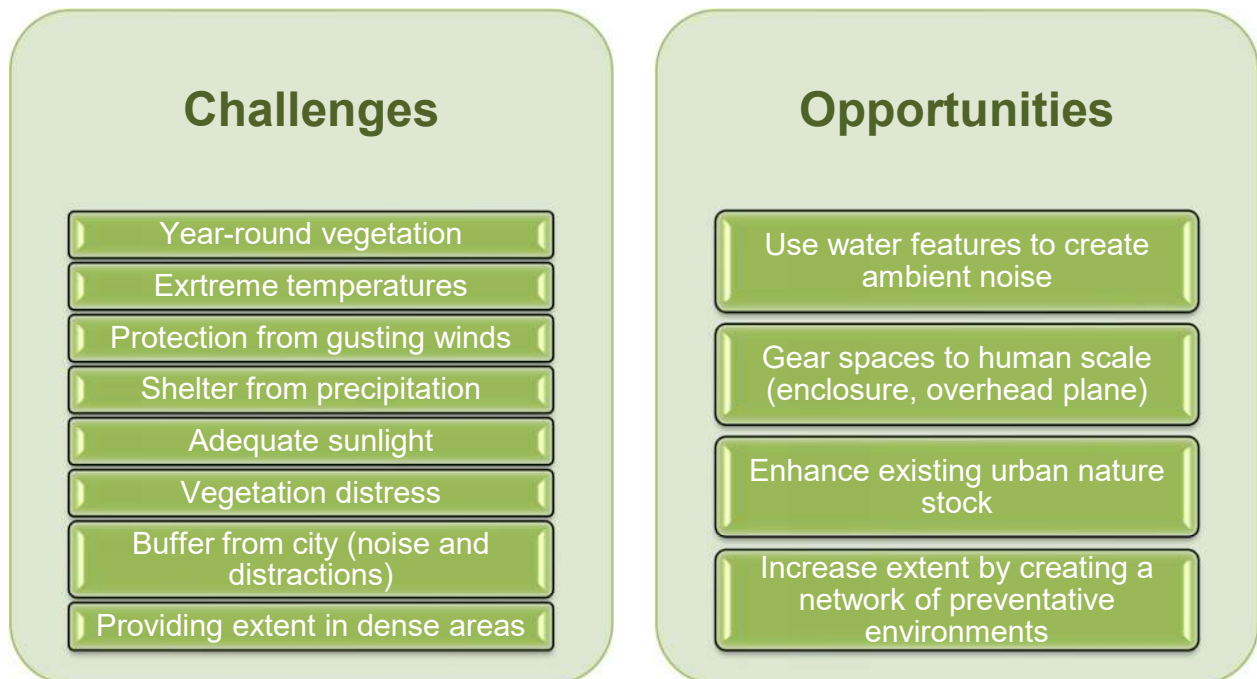 Challenges
Year-round vegetation
Exrtreme temperatures
Protection from gusting winds
Shelter from precipitation
Adequate sunlight
Vegetation distress
Buffer from city (noise and
distractions)
Providing extent in dense areas
Opportunities
Use water features to create
ambient noise
Gear spaces to human scale
(enclosure, overhead plane)
Enhance existing urban nature
stock
Increase extent by creating a
network of preventative
environments